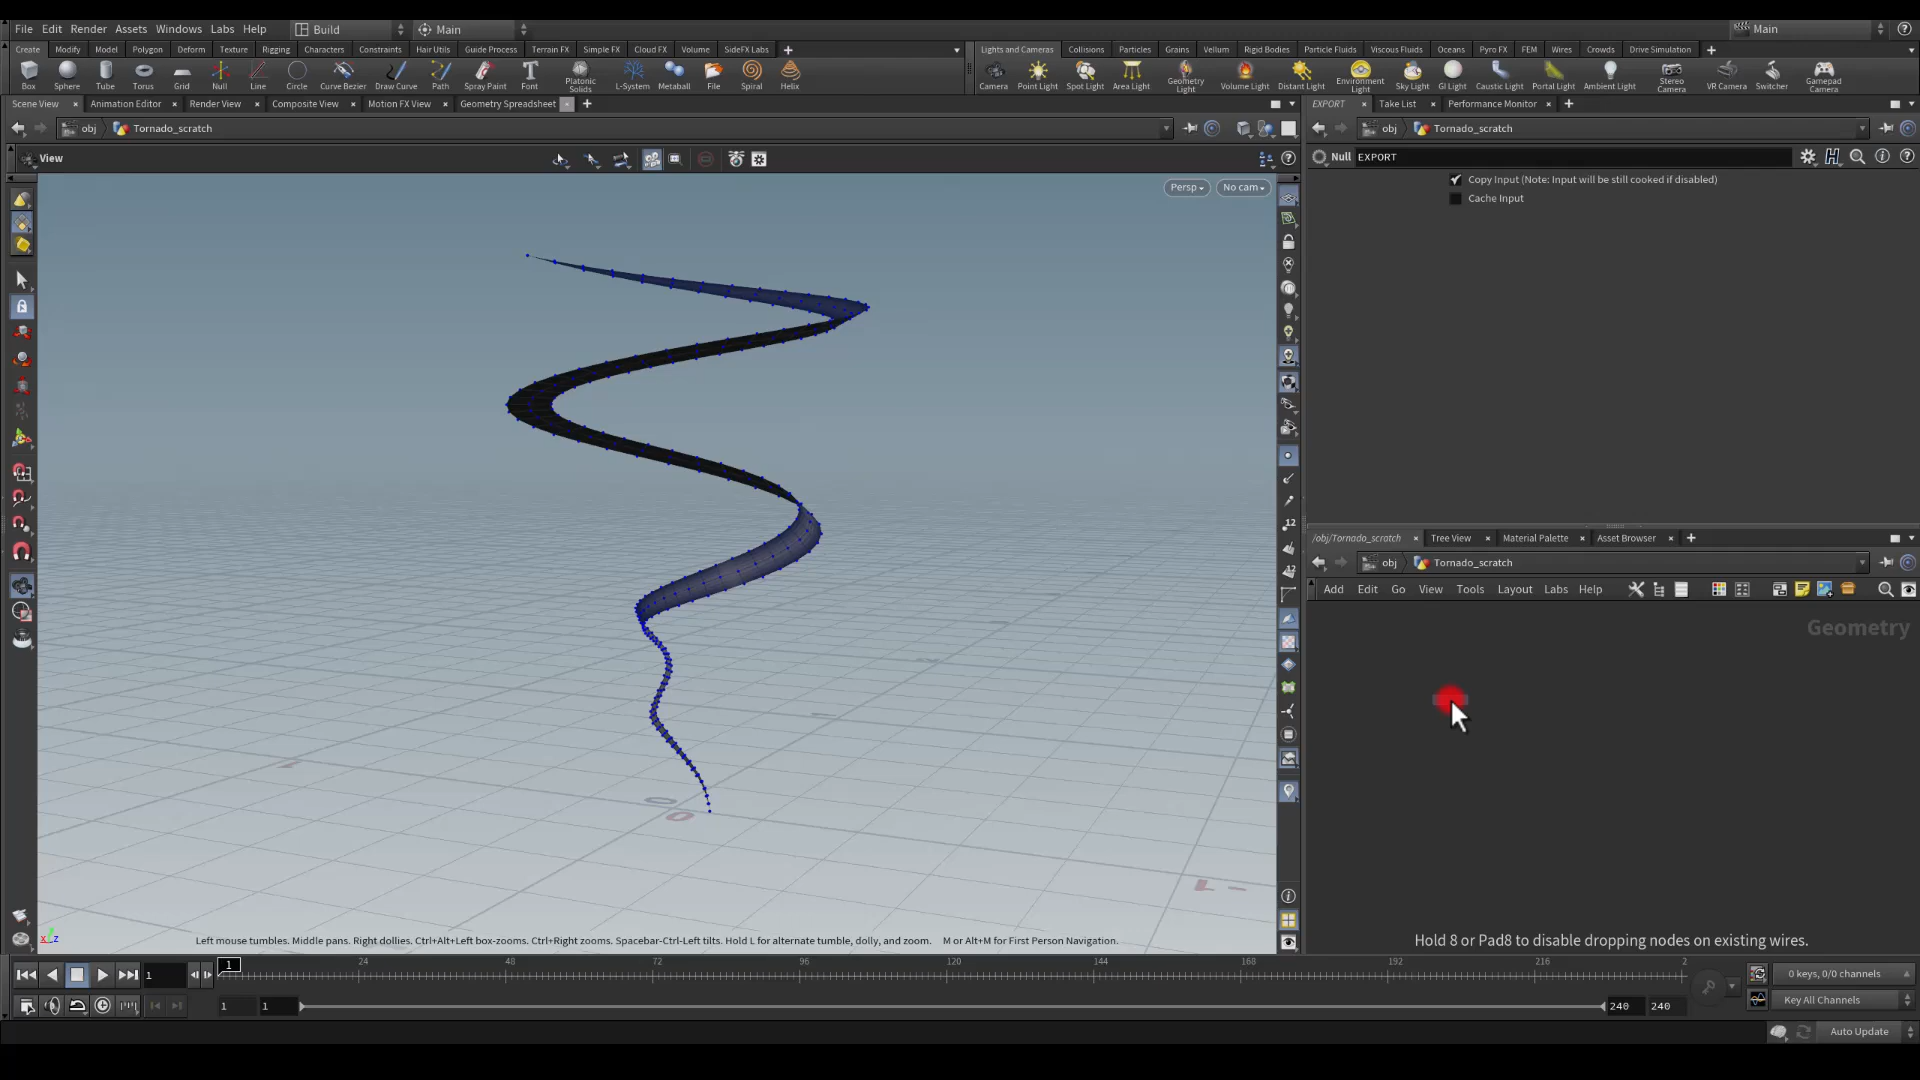 File Edit Render Assets Windows Labs Help Build Main Main
Create Modify Model Polygon Deform Texture Rigging Characters Constraints Hair Utils Guide Process Terrain FX Simple FX Cloud FX Volume SideFX Labs
Lights and Cameras Collisions Particles Grains Vellum Rigid Bodies Particle Fluids Viscous Fluids Oceans Pyro FX FEM Wires Crowds Drive Simulation
Box Sphere Tube Torus Grid Null Line Circle Curve Bezier Draw Curve Path Spray Paint Font Platonic Solids L-System Metaball File Spiral Helix
Camera Point Light Spot Light Area Light Geometry Light Volume Light Distant Light Environment Light Sky Light GI Light Caustic Light Portal Light Ambient Light Stereo Camera VR Camera Switcher Gamepad Camera
Scene View Animation Editor Render View Composite View Motion FX View Geometry Spreadsheet
EXPORT Take List Performance Monitor
obj Tornado_scratch
obj Tornado_scratch
View
Null EXPORT
Copy Input (Note: Input will be still cooked if disabled)
Cache Input
Persp No cam
12
12
/obj/Tornado_scratch Tree View Material Palette Asset Browser
obj Tornado_scratch
Add Edit Go View Tools Layout Labs Help
Geometry
0
0
Left mouse tumbles. Middle pans. Right dollies. Ctrl+Alt+Left box-zooms. Ctrl+Right zooms. Spacebar-Ctrl-Left tilts. Hold L for alternate tumble, dolly, and zoom. M or Alt+M for First Person Navigation.
Hold 8 or Pad8 to disable dropping nodes on existing wires.
1 1 24 48 72 96 120 144 168 192 216 2
0 keys, 0/0 channels
1 1 240 240
Key All Channels
Auto Update